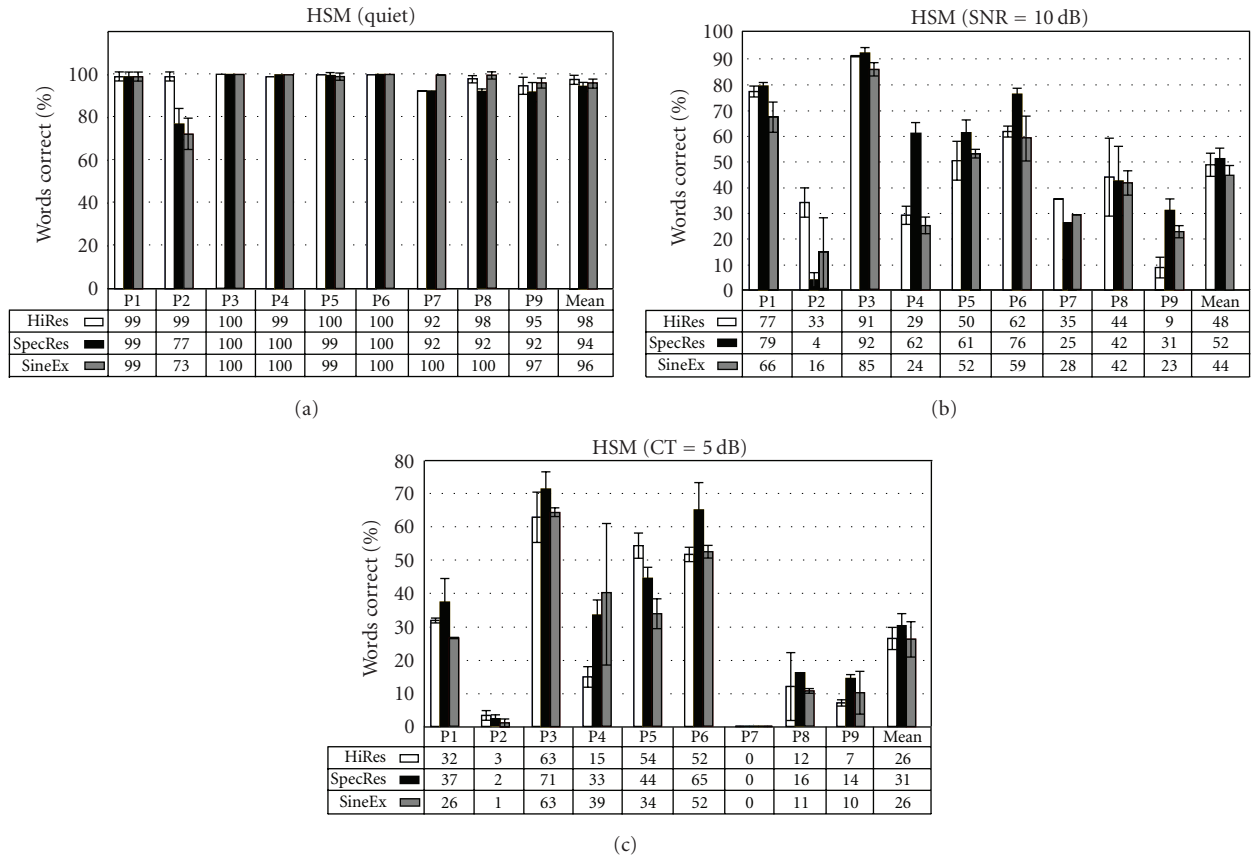 HSM (quiet)
Words correct (%)
100
80
60
40
20
0
P1 P2 P3 P4 P5 P6 P7 P8 P9 Mean
HiRes 99 99 100 99 100 100 92 98 95 98
SpecRes 99 77 100 100 99 100 92 92 92 94
SineEx 99 73 100 100 99 100 100 100 97 96
(a)
HSM (SNR = 10 dB)
Words correct (%)
90
80
70
60
50
40
30
20
10
0
P1 P2 P3 P4 P5 P6 P7 P8 P9 Mean
HiRes 77 33 91 29 50 62 35 44 9 48
SpecRes 79 4 92 62 61 76 25 42 31 52
SineEx 66 16 85 24 52 59 28 42 23 44
(b)
HSM (CT = 5 dB)
Words correct (%)
80
70
60
50
40
30
20
10
0
P1 P2 P3 P4 P5 P6 P7 P8 P9 Mean
HiRes 32 3 63 15 54 52 0 12 7 26
SpecRes 37 2 71 33 44 65 0 16 14 31
SineEx 26 1 63 39 34 52 0 11 10 26
(c)